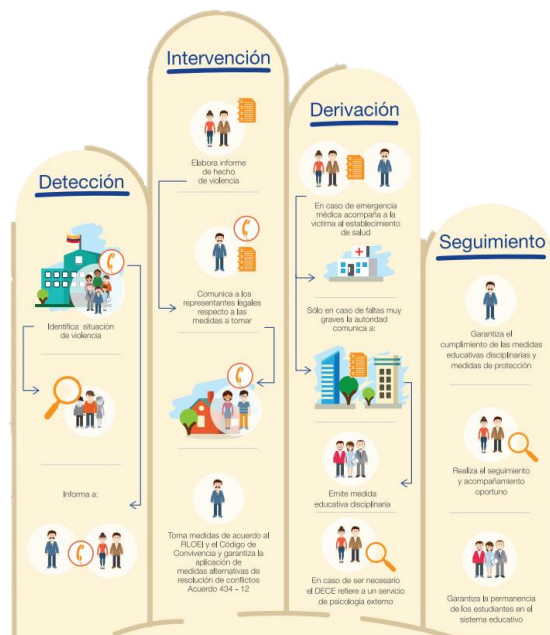 Detección
Identifica situación
de violencia
Informa a:
Intervención
Elabora informe
de hecho
de violencia
Comunica a los
representantes legales
respecto a las
medidas a tomar
Toma medidas de acuerdo al
RLOEI y el Código de
Convivencia y garantiza la
aplicación de
medidas alternativas de
resolución de conflictos
Acuerdo 434 - 12
Derivación
En caso de emergencia
médica acompaña a la
víctima al establecimiento
de salud
Sólo en caso de faltas muy
graves la autoridad
comunica a:
Emite medida
educativa disciplinaria
En caso de ser necesario
el DECE refiere a un servicio
de psicología externo
Seguimiento
Garantiza el
cumplimiento de las medidas
educativas disciplinarias y
medidas de protección
Realiza el seguimiento
y acompañamiento
oportuno
Garantiza la permanencia
de los estudiantes en el
sistema educativo